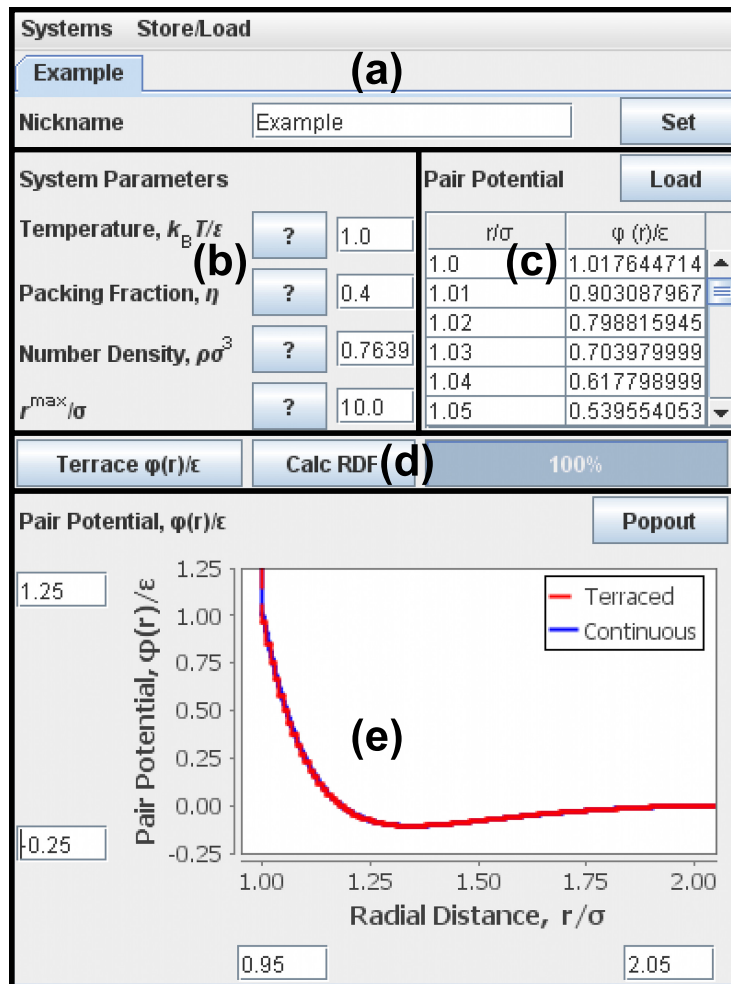 Systems Store/Load
Example
(a)
Nickname Example Set
System Parameters
Temperature, k_BT/ε ? 1.0
(b)
Packing Fraction, η ? 0.4
Number Density, ρσ³ ? 0.7639
r^max/σ ? 10.0
Pair Potential Load
r/σ φ (r)/ε
1.0 1.017644714
(c)
1.01 0.903087967
1.02 0.798815945
1.03 0.703979999
1.04 0.617798999
1.05 0.539554053
Terrace φ(r)/ε Calc RDF (d) 100%
Pair Potential, φ(r)/ε Popout
1.25
-0.25
Pair Potential, φ(r)/ε
1.25
1.00
0.75
0.50
0.25
0.00
-0.25
Terraced
Continuous
(e)
1.00 1.25 1.50 1.75 2.00
Radial Distance, r/σ
0.95 2.05